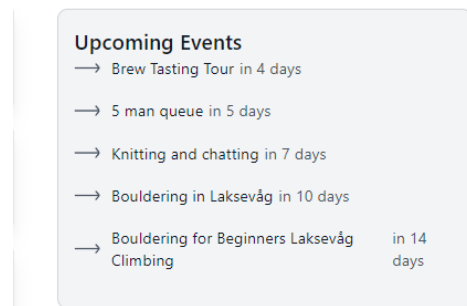 Upcoming Events
Brew Tasting Tour in 4 days
5 man queue in 5 days
Knitting and chatting in 7 days
Bouldering in Laksevåg in 10 days
Bouldering for Beginners Laksevåg in 14
Climbing days